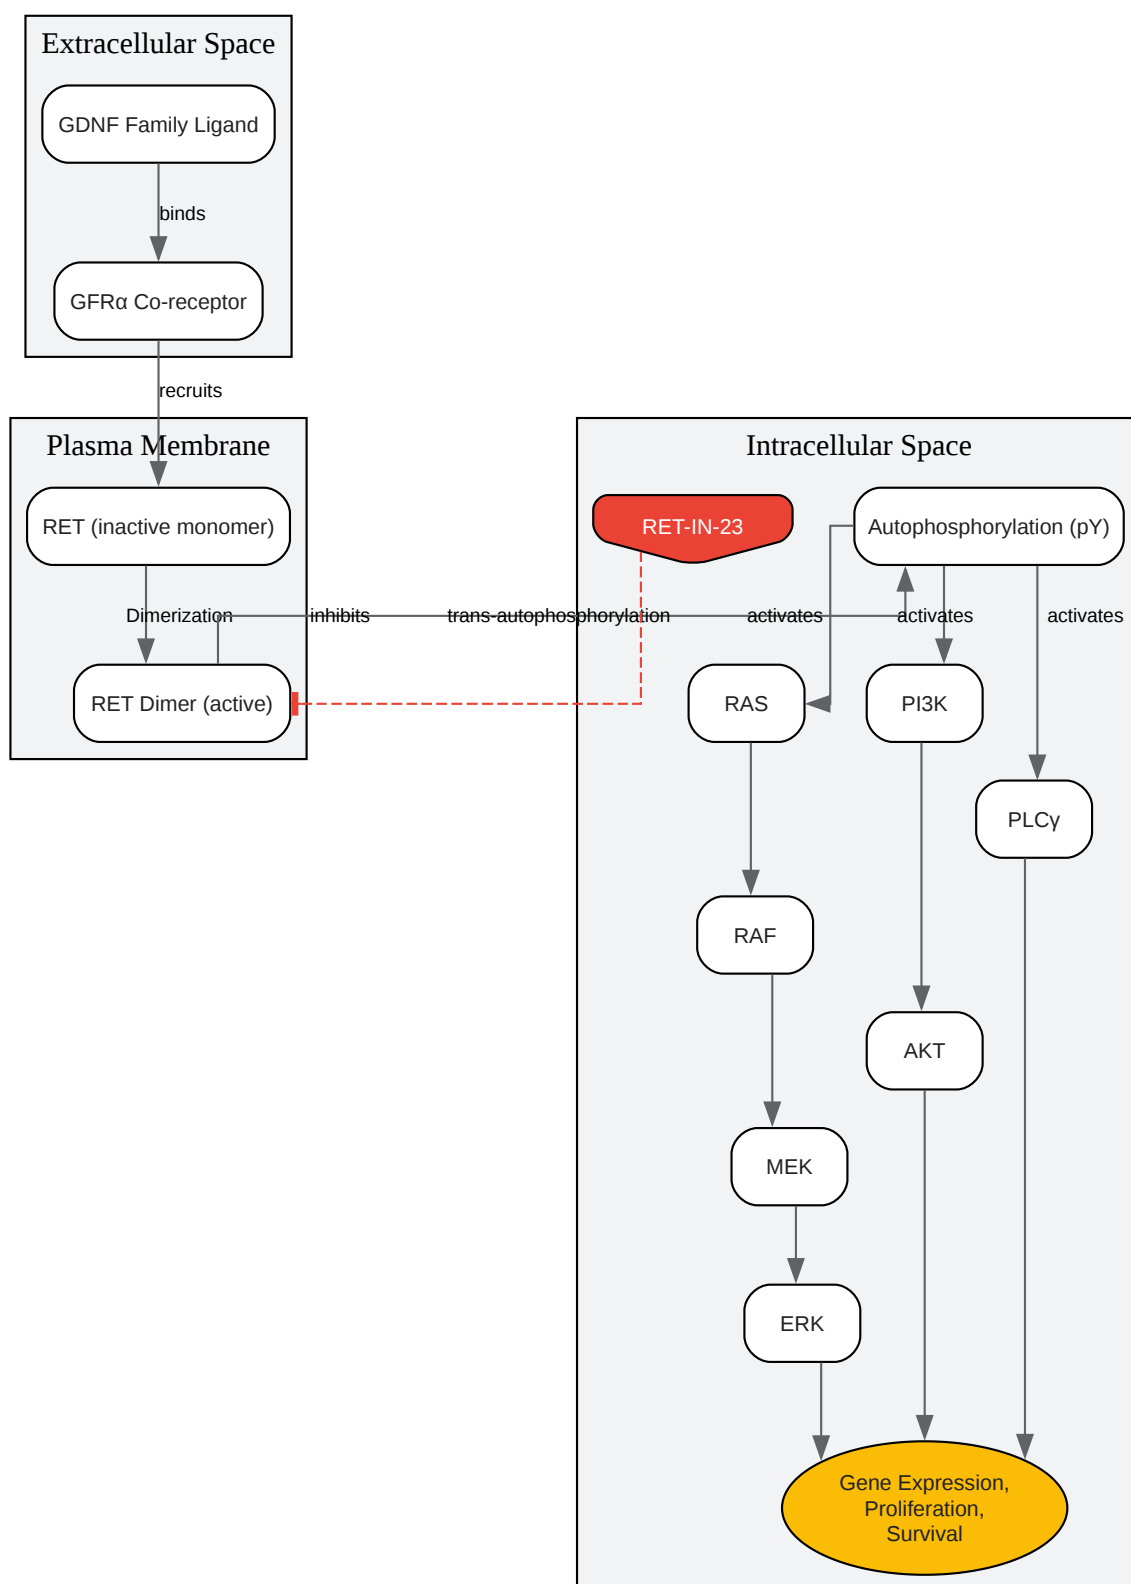 Extracellular Space
GDNF Family Ligand
binds
GFRα Co-receptor
recruits
Plasma Membrane
Intracellular Space
RET (inactive monomer)
RET-IN-23
Autophosphorylation (pY)
Dimerization
inhibits
trans-autophosphorylation
activates
activates
activates
RET Dimer (active)
RAS
PI3K
PLCγ
RAF
AKT
MEK
ERK
Gene Expression,
Proliferation,
Survival